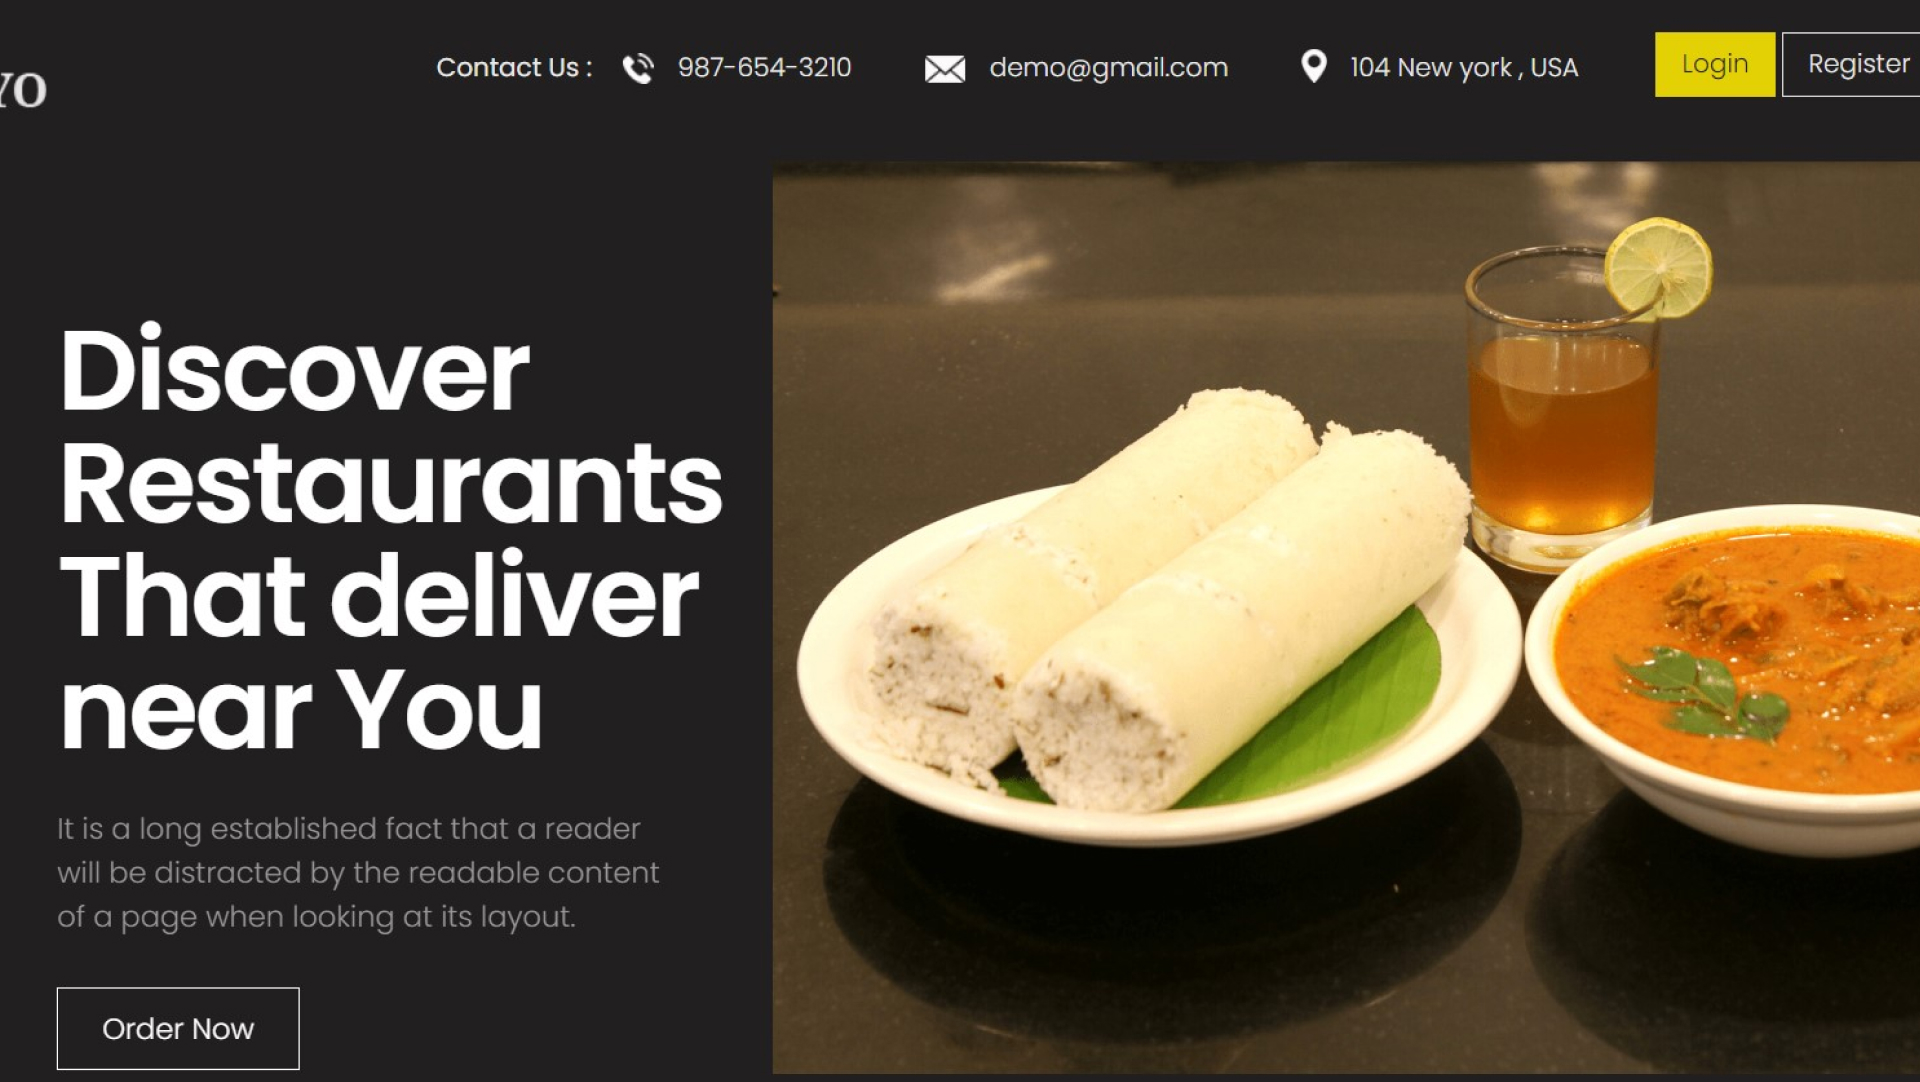 YO
Contact Us : 987-654-3210 demo@gmail.com 104 New york , USA Login Register
Discover
Restaurants
That deliver
near You
It is a long established fact that a reader
will be distracted by the readable content
of a page when looking at its layout.
Order Now